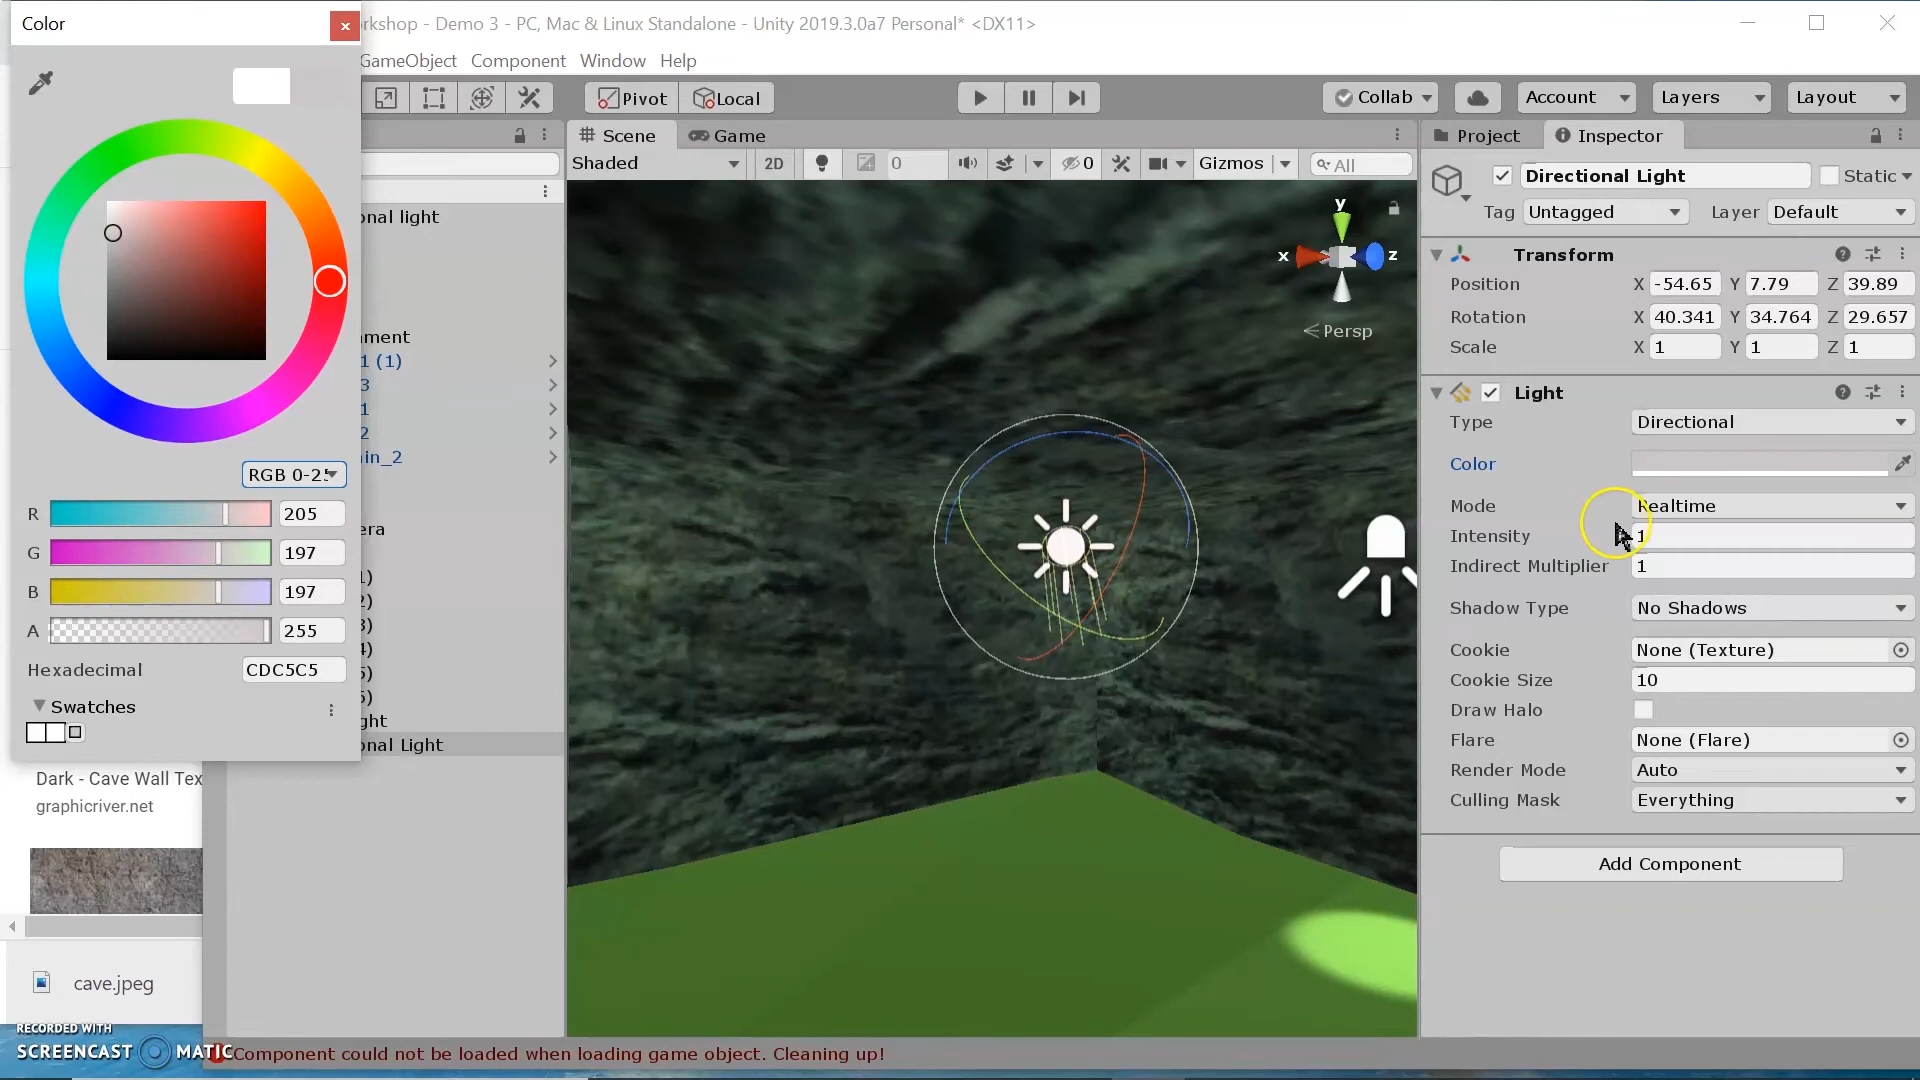 Color
rkshop - Demo 3 - PC, Mac & Linux Standalone - Unity 2019.3.0a7 Personal* <DX11>
GameObject Component Window Help
Pivot Local
Collab Account Layers Layout
Scene Game
Project Inspector
Shaded 2D 0 0 Gizmos All
Directional Light Static
Tag Untagged Layer Default
Transform
Position X -54.65 Y 7.79 Z 39.89
Rotation X 40.341 Y 34.764 Z 29.657
Scale X 1 Y 1 Z 1
Light
Type Directional
Color
Mode Realtime
Intensity 1
Indirect Multiplier 1
Shadow Type No Shadows
Cookie None (Texture)
Cookie Size 10
Draw Halo
Flare None (Flare)
Render Mode Auto
Culling Mask Everything
Add Component
y
x z
Persp
onal light
ment
1 (1)
3
1
2
in_2
era
)
2)
3)
4)
5)
6)
ght
onal Light
RGB 0-25
R 205
G 197
B 197
A 255
Hexadecimal CDC5C5
Swatches
Dark - Cave Wall Tex
graphicriver.net
cave.jpeg
RECORDED WITH
SCREENCAST MATIC
Component could not be loaded when loading game object. Cleaning up!